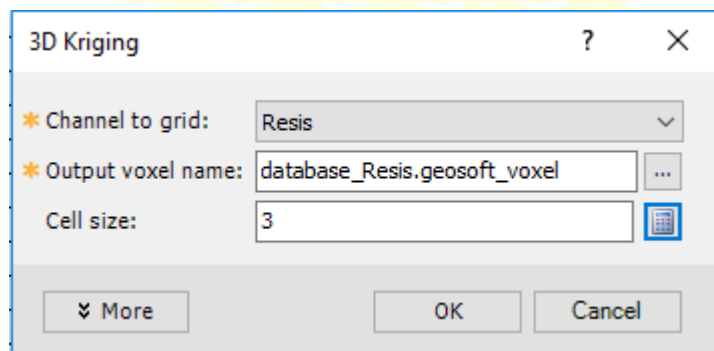 3D Kriging ? ×
* Channel to grid: Resis
* Output voxel name: database_Resis.geosoft_voxel ...
Cell size: 3
More OK Cancel